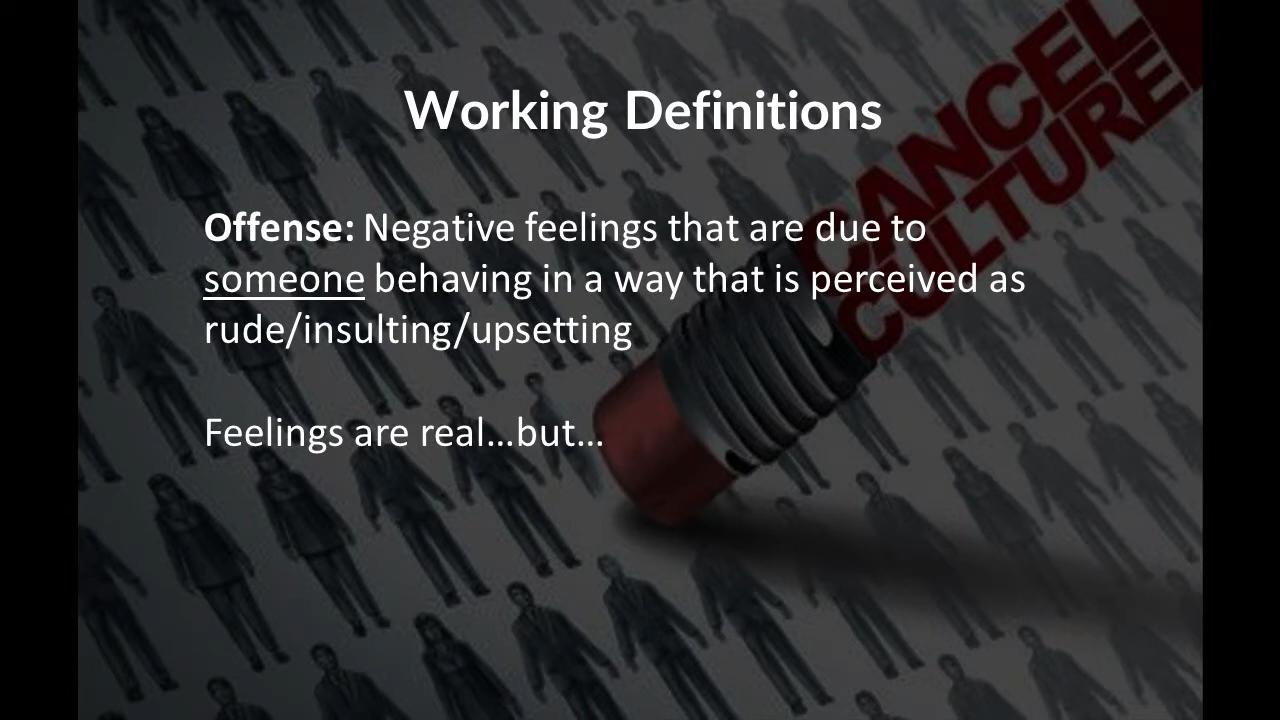 CANCEL
CULTURE
Working Definitions
Offense: Negative feelings that are due to
someone behaving in a way that is perceived as
rude/insulting/upsetting
Feelings are real...but...